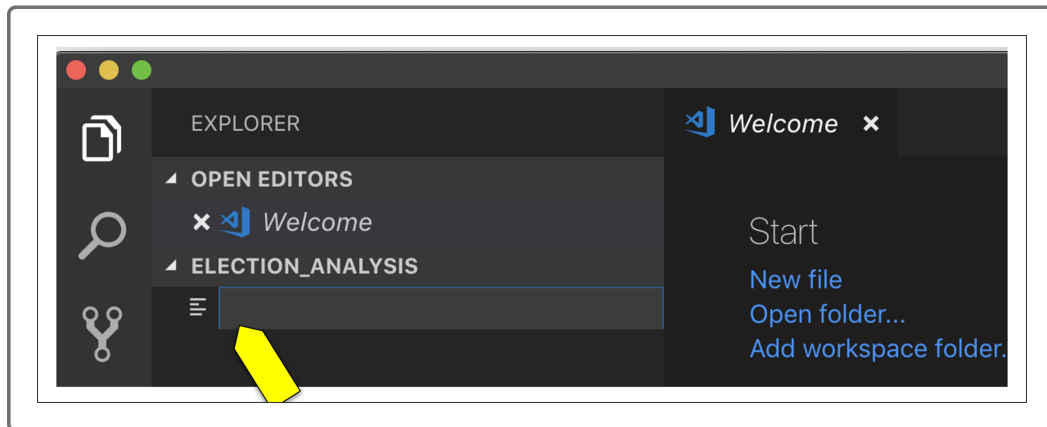 EXPLORER
Welcome
OPEN EDITORS
Welcome
ELECTION_ANALYSIS
Start
New file
Open folder...
Add workspace folder.